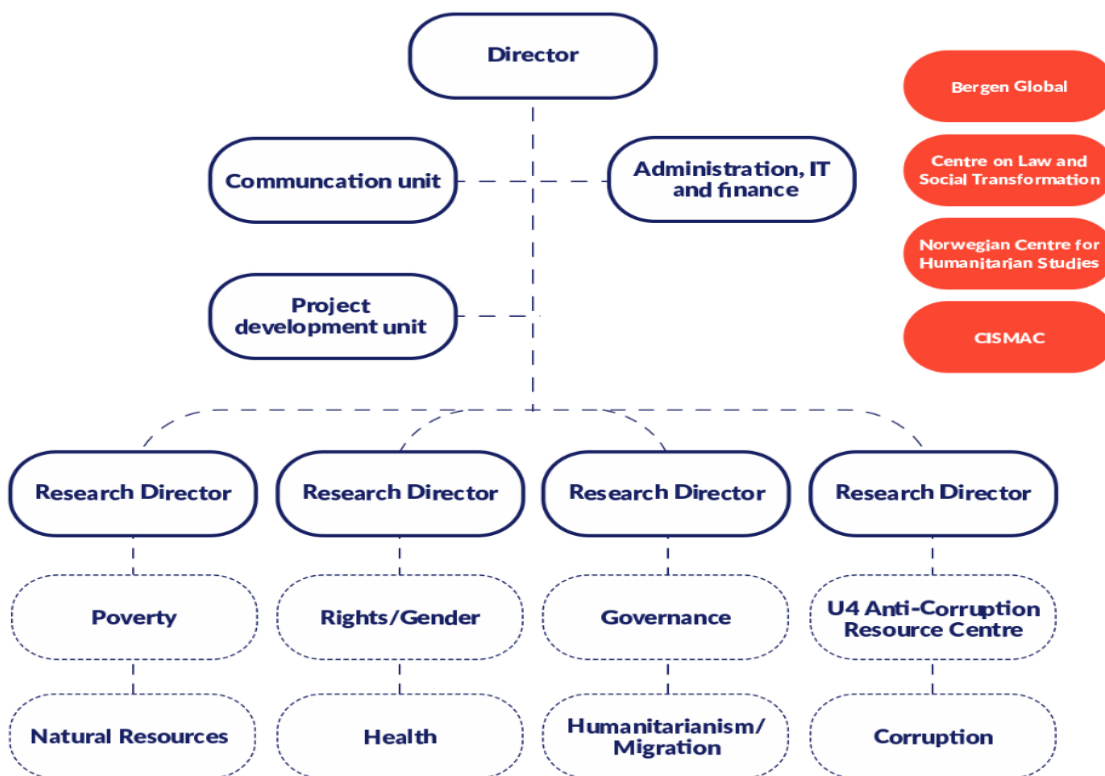 Director
Bergen Global
Communcation unit
Administration, IT
and finance
Centre on Law and
Social Transformation
Norwegian Centre for
Humanitarian Studies
Project
development unit
CISMAC
Research Director
Research Director
Research Director
Research Director
Poverty
Rights/Gender
Governance
U4 Anti-Corruption
Resource Centre
Natural Resources
Health
Humanitarianism/
Migration
Corruption